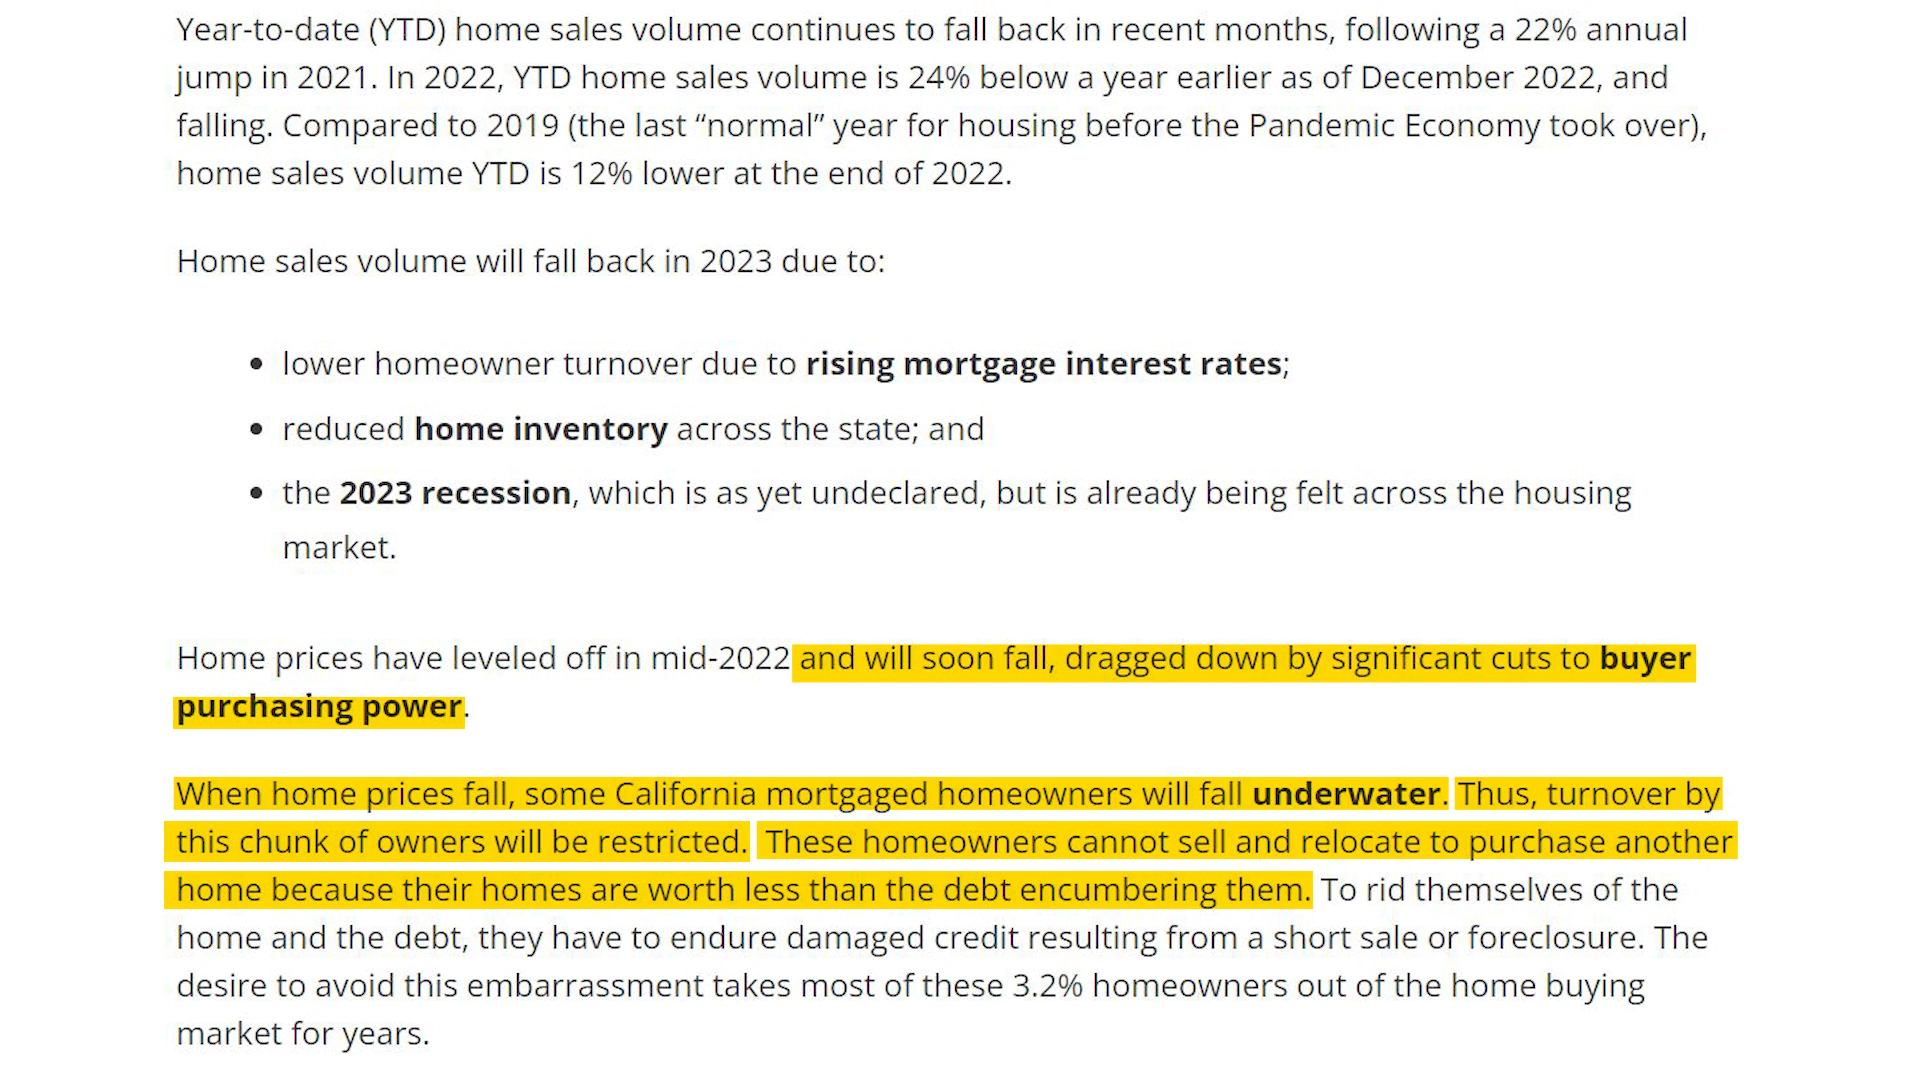 Year-to-date (YTD) home sales volume continues to fall back in recent months, following a 22% annual
jump in 2021. In 2022, YTD home sales volume is 24% below a year earlier as of December 2022, and
falling. Compared to 2019 (the last “normal” year for housing before the Pandemic Economy took over),
home sales volume YTD is 12% lower at the end of 2022.
Home sales volume will fall back in 2023 due to:
• lower homeowner turnover due to rising mortgage interest rates;
• reduced home inventory across the state; and
• the 2023 recession, which is as yet undeclared, but is already being felt across the housing
market.
Home prices have leveled off in mid-2022 and will soon fall, dragged down by significant cuts to buyer
purchasing power.
When home prices fall, some California mortgaged homeowners will fall underwater. Thus, turnover by
this chunk of owners will be restricted. These homeowners cannot sell and relocate to purchase another
home because their homes are worth less than the debt encumbering them. To rid themselves of the
home and the debt, they have to endure damaged credit resulting from a short sale or foreclosure. The
desire to avoid this embarrassment takes most of these 3.2% homeowners out of the home buying
market for years.